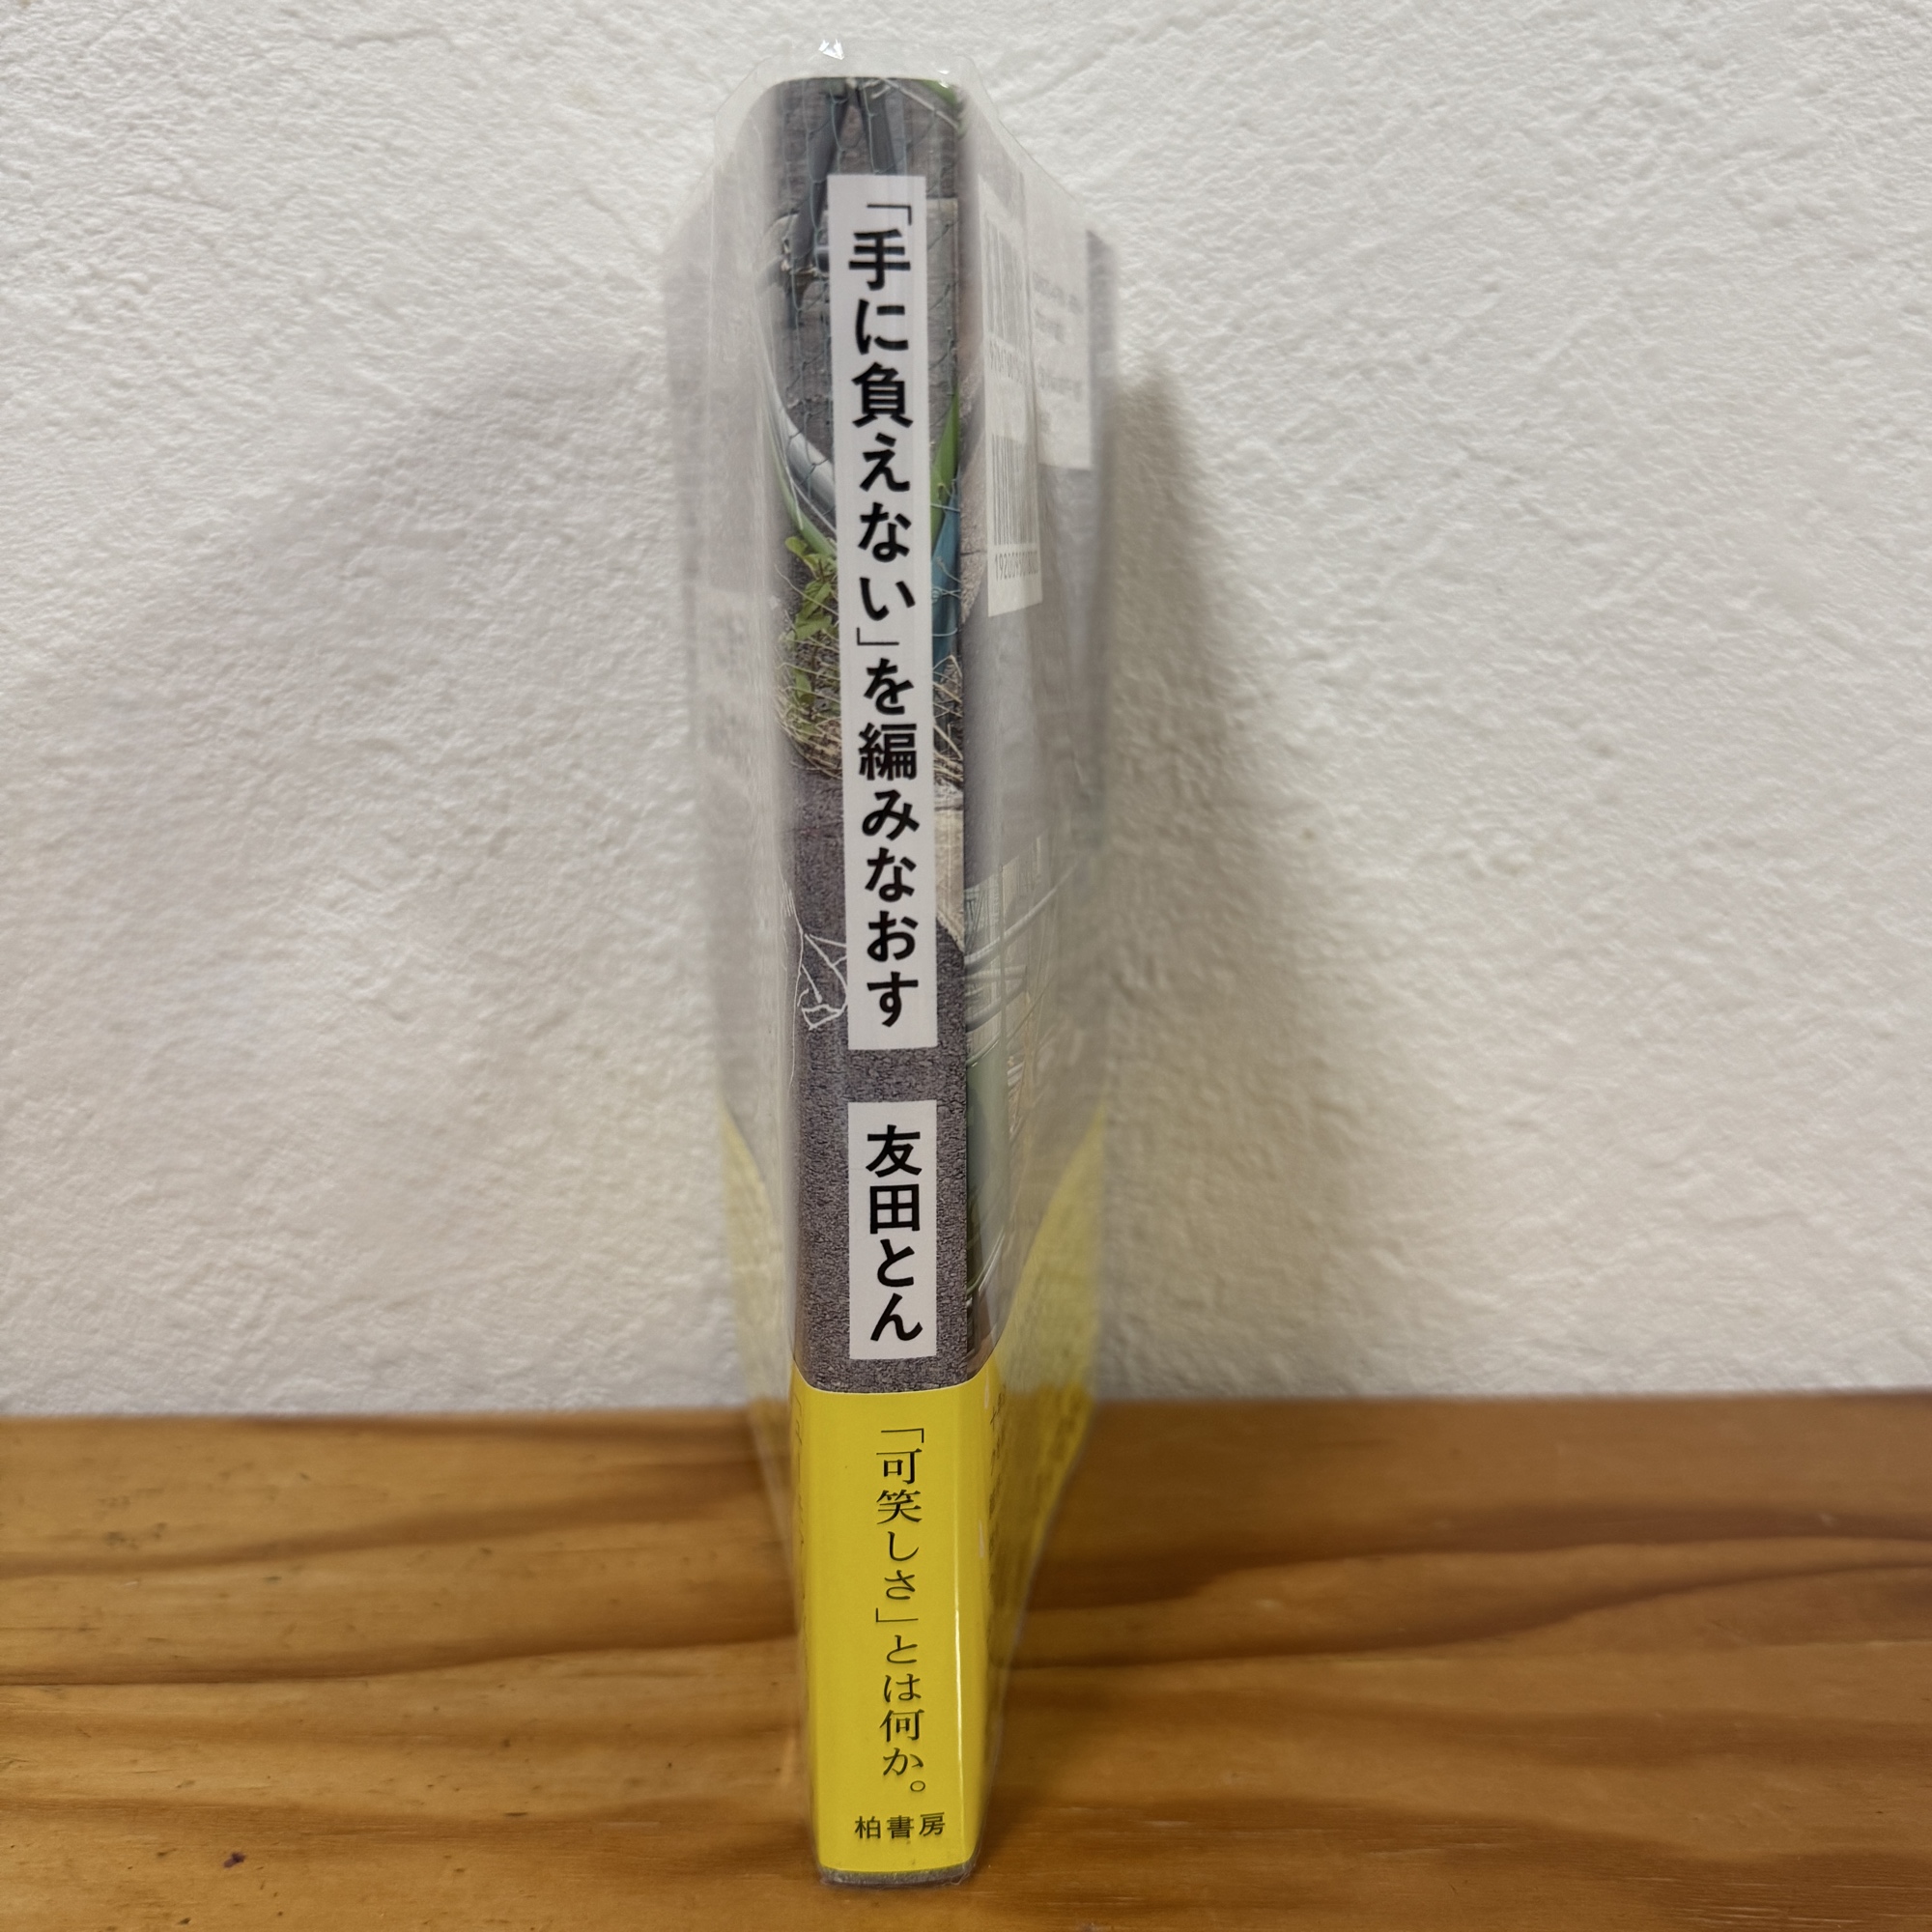 「手に負えない」を編みなおす
友田とん
「可笑しさ」とは何か。
柏書房